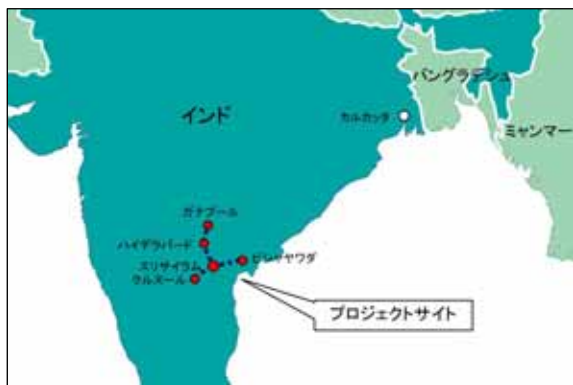 バングラデシュ
インド
カルカッタ
ミャンマー
ガナプール
ハイデラバード
ビジャヤワダ
スリサイラム
クルヌール
プロジェクトサイト